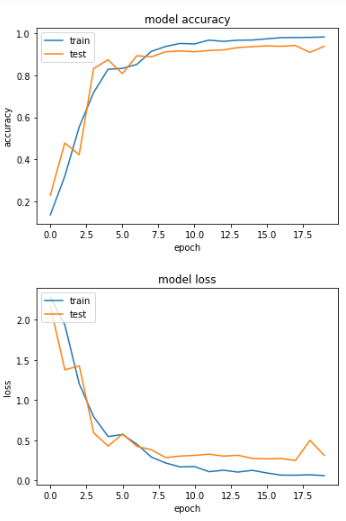 model accuracy
1.0
train
test
0.8
0.6
accuracy
0.4
0.2
0.0 2.5 5.0 7.5 10.0 12.5 15.0 17.5
epoch
model loss
train
test
2.0
1.5
loss
1.0
0.5
0.0
0.0 2.5 5.0 7.5 10.0 12.5 15.0 17.5
epoch